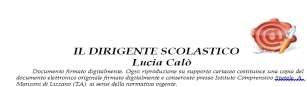 IL DIRIGENTE SCOLASTICO
Lucia Calò
Documento firmato digitalmente. Ogni riproduzione su supporto cartaceo costituisce una copia del
documento elettronico originale firmato digitalmente e conservato presso Istituto Comprensivo
Manzoni di Lizzano (TA) ai sensi della normativa vigente.